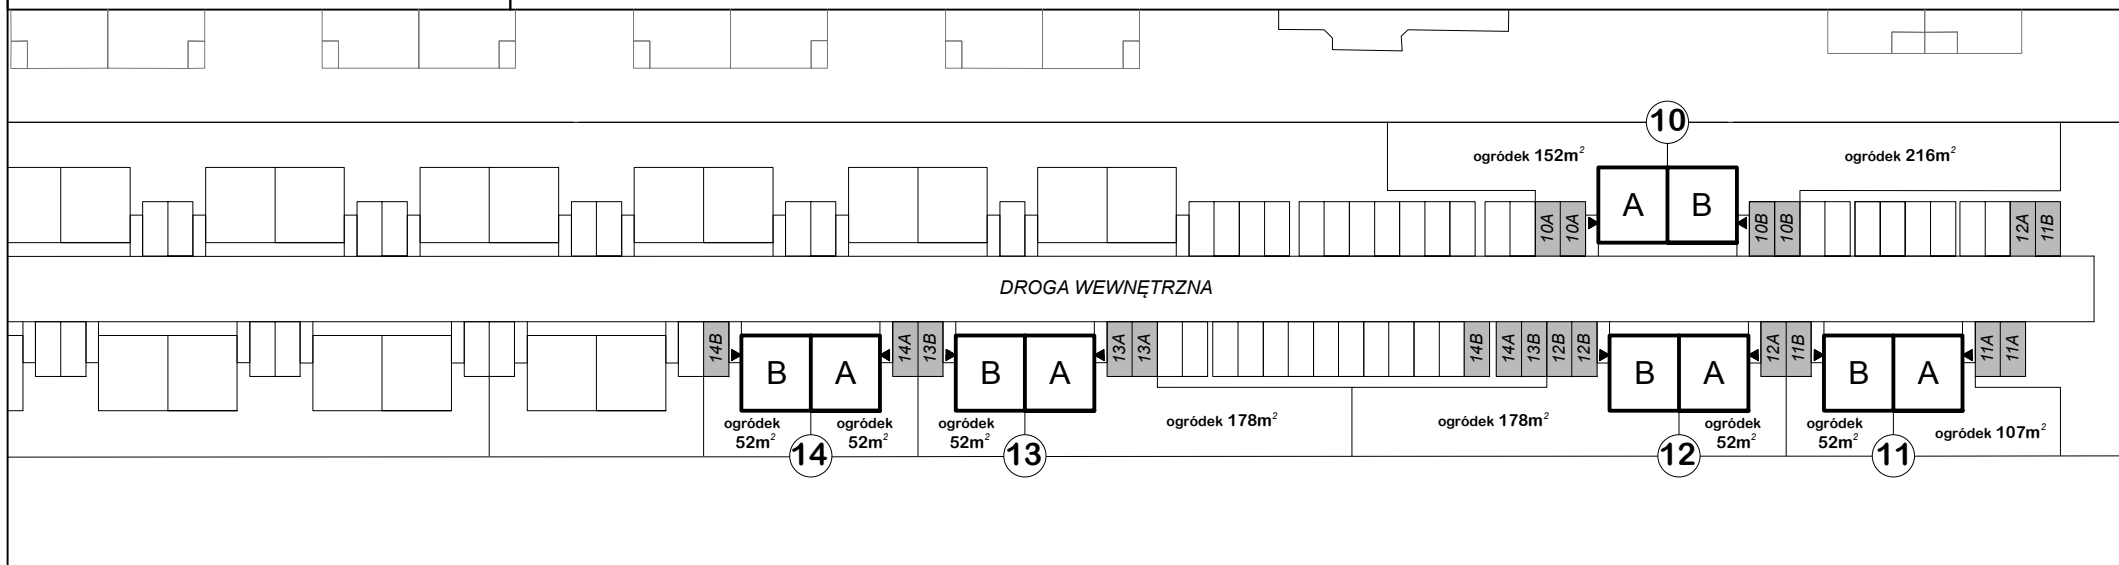 10
ogródek 152m²
ogródek 216m²
10A
10A
A
B
10B
10B
12A
11B
DROGA WEWNĘTRZNA
14B
B
A
14A
13B
B
A
13A
13A
14B
14A
13B
12B
12B
B
A
12A
11B
B
A
11A
11A
ogródek
52m²
ogródek
52m²
ogródek
52m²
ogródek 178m²
ogródek 178m²
ogródek
52m²
ogródek
52m²
ogródek 107m²
14
13
12
11